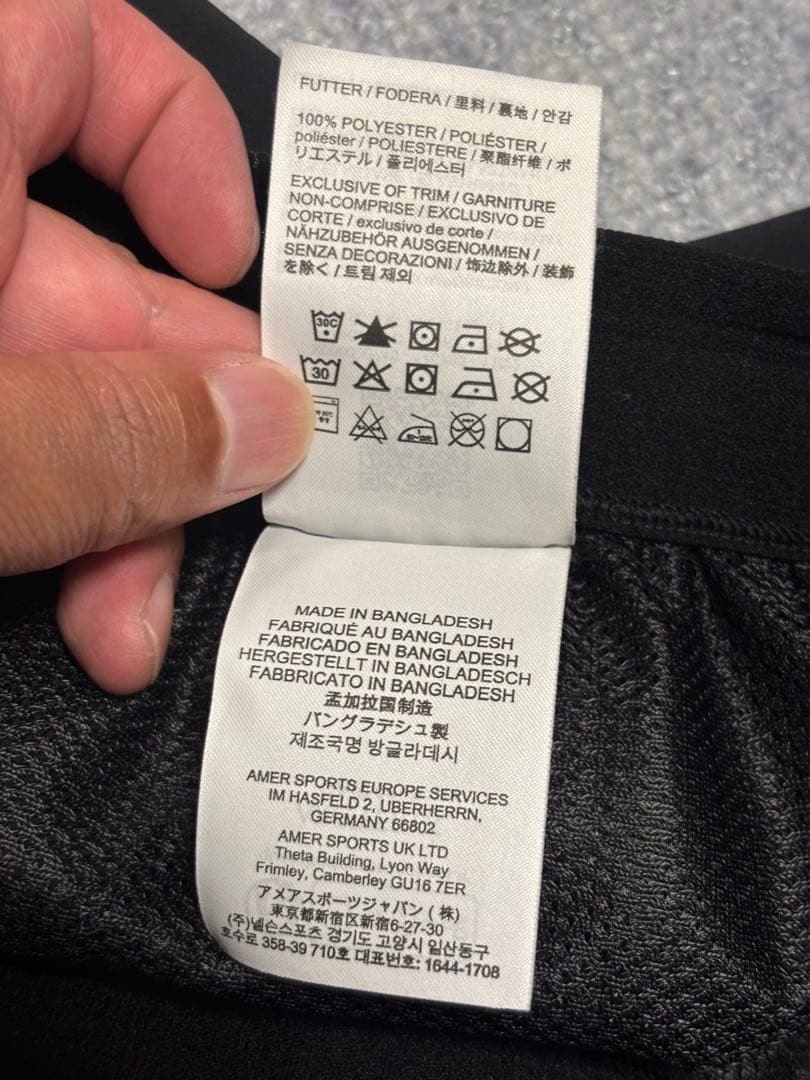 FUTTER / FODERA / 里料 / 裏地 / 안감
100% POLYESTER / POLIÉSTER /
poliéster / POLIESTERE / 聚脂纤维 / ポ
リエステル / 폴리에스터
EXCLUSIVE OF TRIM / GARNITURE
NON-COMPRISE / EXCLUSIVO DE
CORTE / exclusivo de corte /
NÄHZUBEHÖR AUSGENOMMEN /
SENZA DECORAZIONI / 饰边除外 / 装飾
を除く / 트림 제외
30C
30
MADE IN BANGLADESH
FABRIQUÉ AU BANGLADESH
FABRICADO EN BANGLADESH
HERGESTELLT IN BANGLADESCH
FABBRICATO IN BANGLADESH
孟加拉国制造
バングラデシュ製
제조국명 방글라데시
AMER SPORTS EUROPE SERVICES
IM HASFELD 2, UBERHERRN,
GERMANY 66802
AMER SPORTS UK LTD
Theta Building, Lyon Way
Frimley, Camberley GU16 7ER
アメアスポーツジャパン (株)
東京都新宿区新宿6-27-30
(주)넬슨스포츠 경기도 고양시 일산동구
호수로 358-39 710호 대표번호: 1644-1708